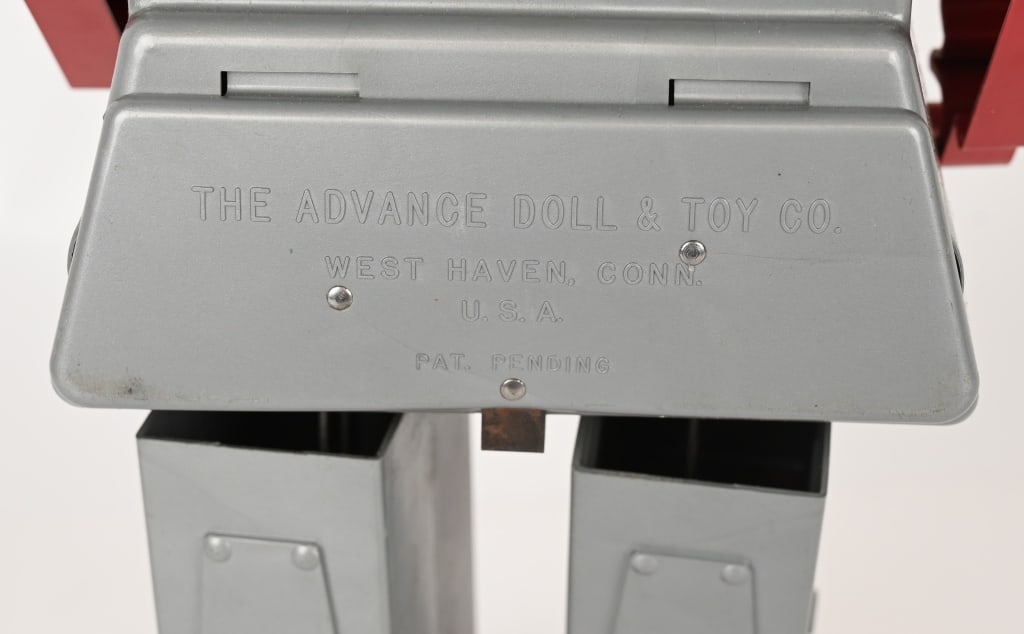 THE ADVANCE DOLL & TOY CO.
WEST HAVEN, CONN.
U. S. A.
PAT. PENDING